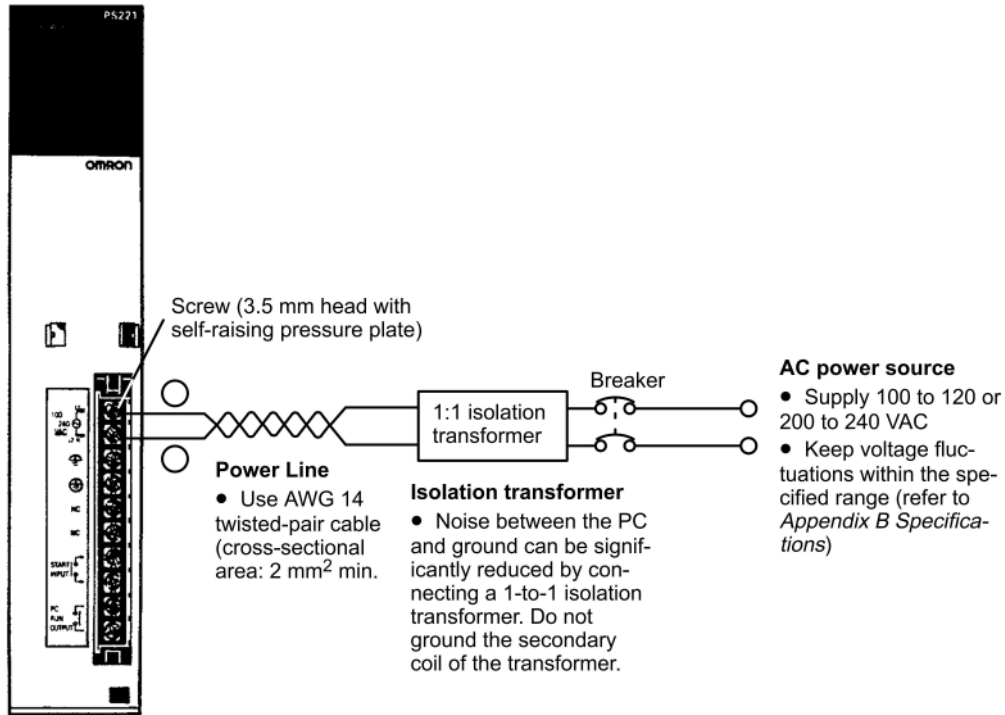 PS221
OMRON
Screw (3.5 mm head with
self-raising pressure plate)
100
240
VAC
L2
NC
NC
START
INPUT
PC
RUN
OUTPUT
Power Line
• Use AWG 14
twisted-pair cable
(cross-sectional
area: 2 mm² min.
1:1 isolation
transformer
Isolation transformer
• Noise between the PC
and ground can be signif-
icantly reduced by con-
necting a 1-to-1 isolation
transformer. Do not
ground the secondary
coil of the transformer.
Breaker
AC power source
• Supply 100 to 120 or
200 to 240 VAC
• Keep voltage fluc-
tuations within the spe-
cified range (refer to
Appendix B Specifica-
tions)